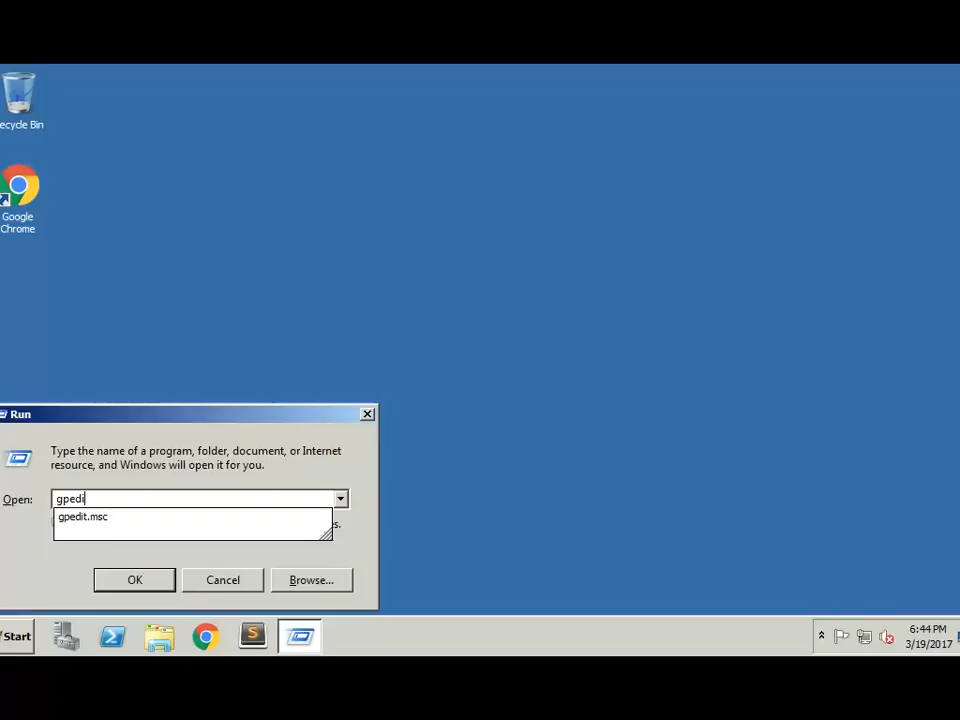 ecycle Bin
Google
Chrome
Run
Type the name of a program, folder, document, or Internet
resource, and Windows will open it for you.
Open:
gpedi
gpedit.msc
s.
OK
Cancel
Browse...
Start
S
6:44 PM
3/19/2017